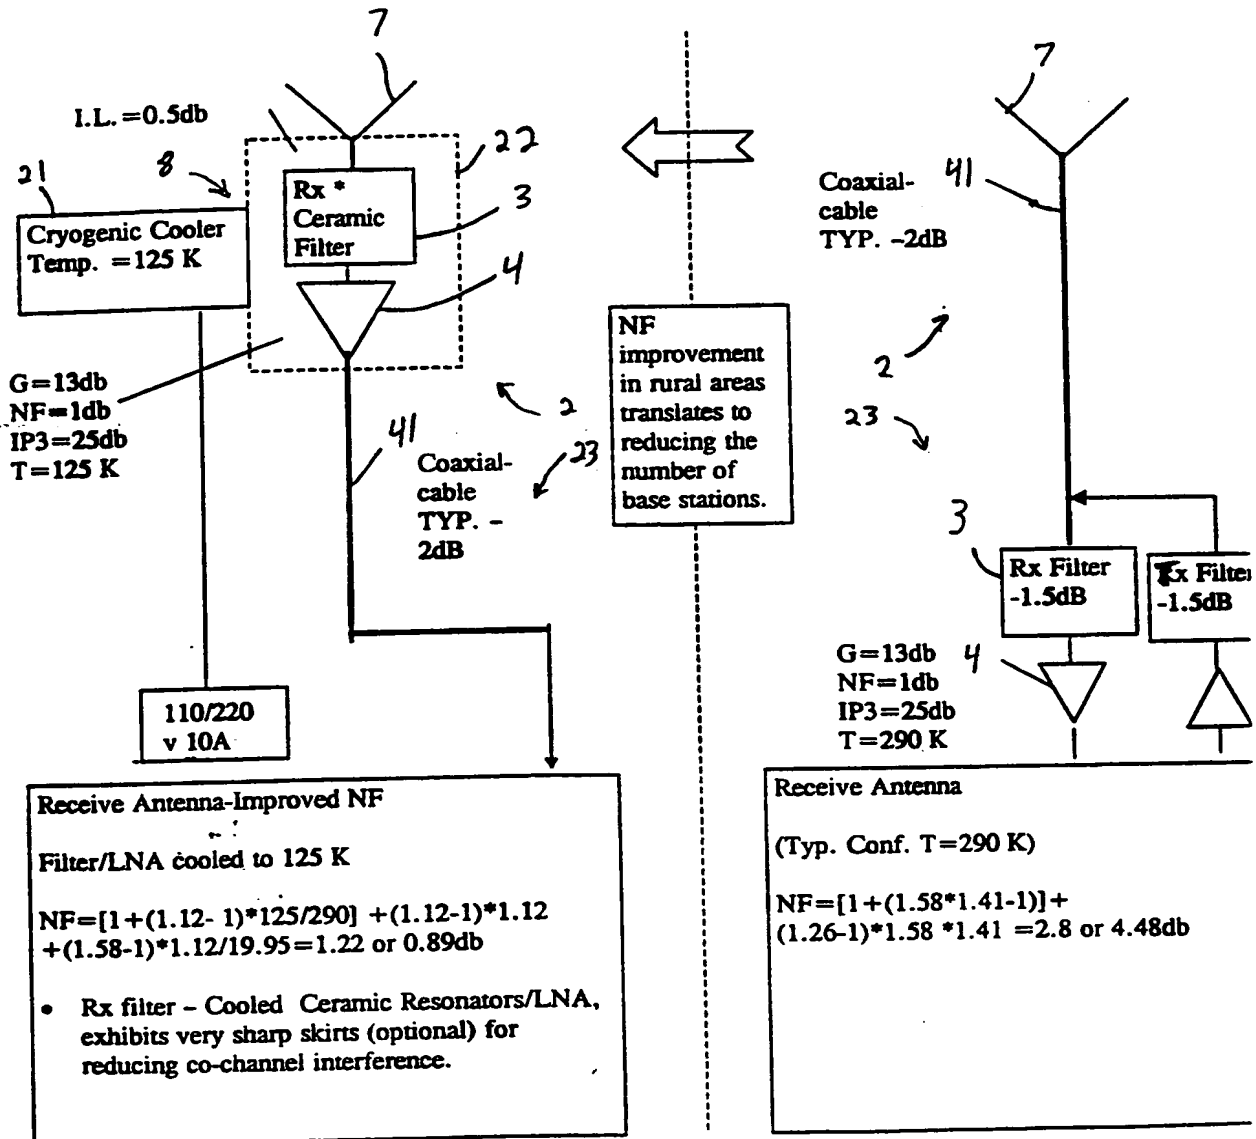 7
I.L.=0.5db
22
8
21
Cryogenic Cooler
Temp. =125 K
Rx *
Ceramic
Filter
3
4
G=13db
NF=1db
IP3=25db
T=125 K
2
41
Coaxial-
cable
TYP. -
2dB
23
110/220
v 10A
Receive Antenna-Improved NF
Filter/LNA cooled to 125 K
NF=[1+(1.12- 1)*125/290] +(1.12-1)*1.12
+(1.58-1)*1.12/19.95=1.22 or 0.89db
• Rx filter – Cooled Ceramic Resonators/LNA,
exhibits very sharp skirts (optional) for
reducing co-channel interference.
NF
improvement
in rural areas
translates to
reducing the
number of
base stations.
7
Coaxial-
cable
TYP. -2dB
41
2
23
3
Rx Filter
-1.5dB
Tx Filter
-1.5dB
G=13db
NF=1db
IP3=25db
T=290 K
4
Receive Antenna
(Typ. Conf. T=290 K)
NF=[1+(1.58*1.41-1)]+
(1.26-1)*1.58 *1.41 =2.8 or 4.48db